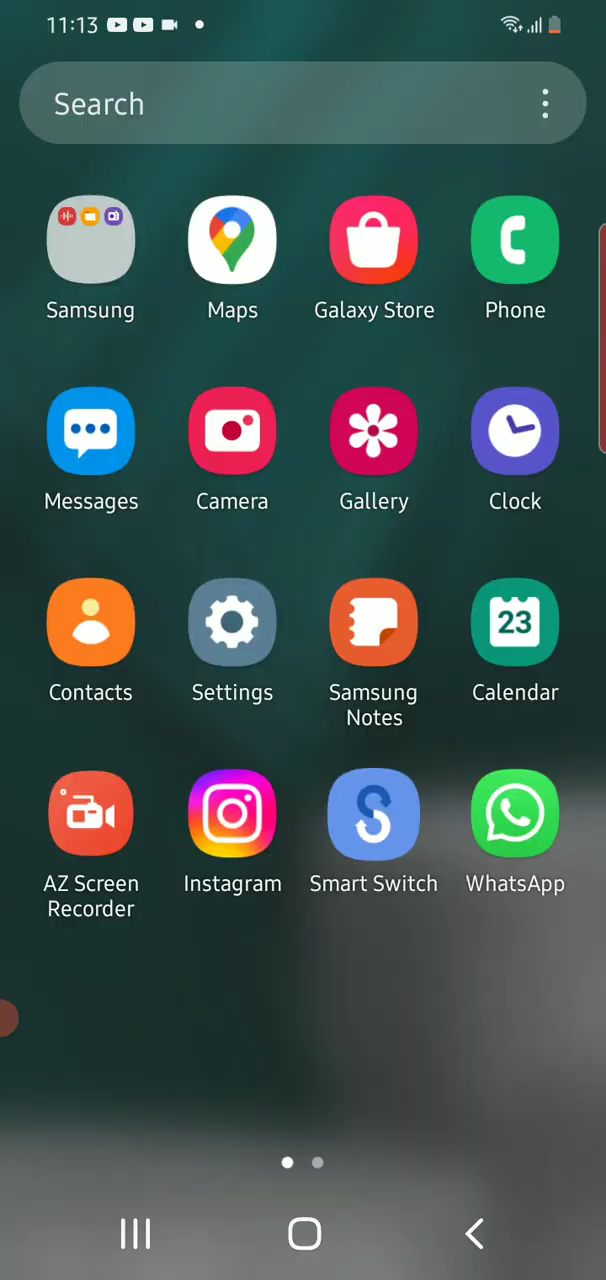 11:13
Search
Samsung Maps Galaxy Store Phone
Messages Camera Gallery Clock
23
Contacts Settings Samsung Notes Calendar
AZ Screen Recorder Instagram Smart Switch WhatsApp